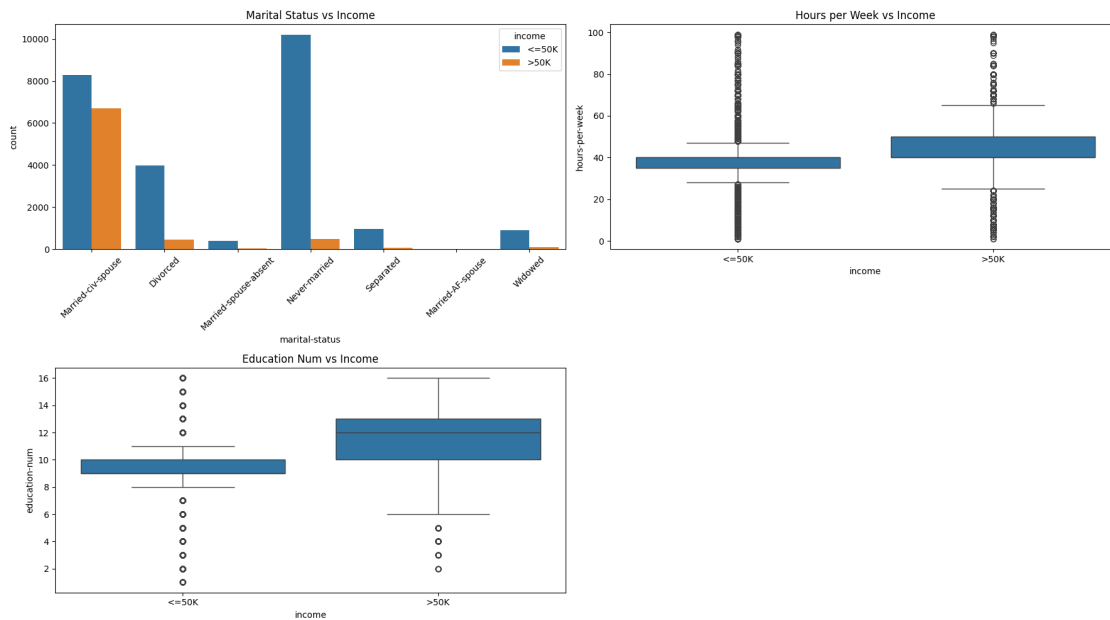 Marital Status vs Income
count
10000
8000
6000
4000
2000
0
income
<=50K
>50K
Married-civ-spouse
Divorced
Married-spouse-absent
Never-married
Separated
Married-AF-spouse
Widowed
marital-status
Hours per Week vs Income
hours-per-week
100
80
60
40
20
0
<=50K
>50K
income
Education Num vs Income
education-num
16
14
12
10
8
6
4
2
<=50K
>50K
income